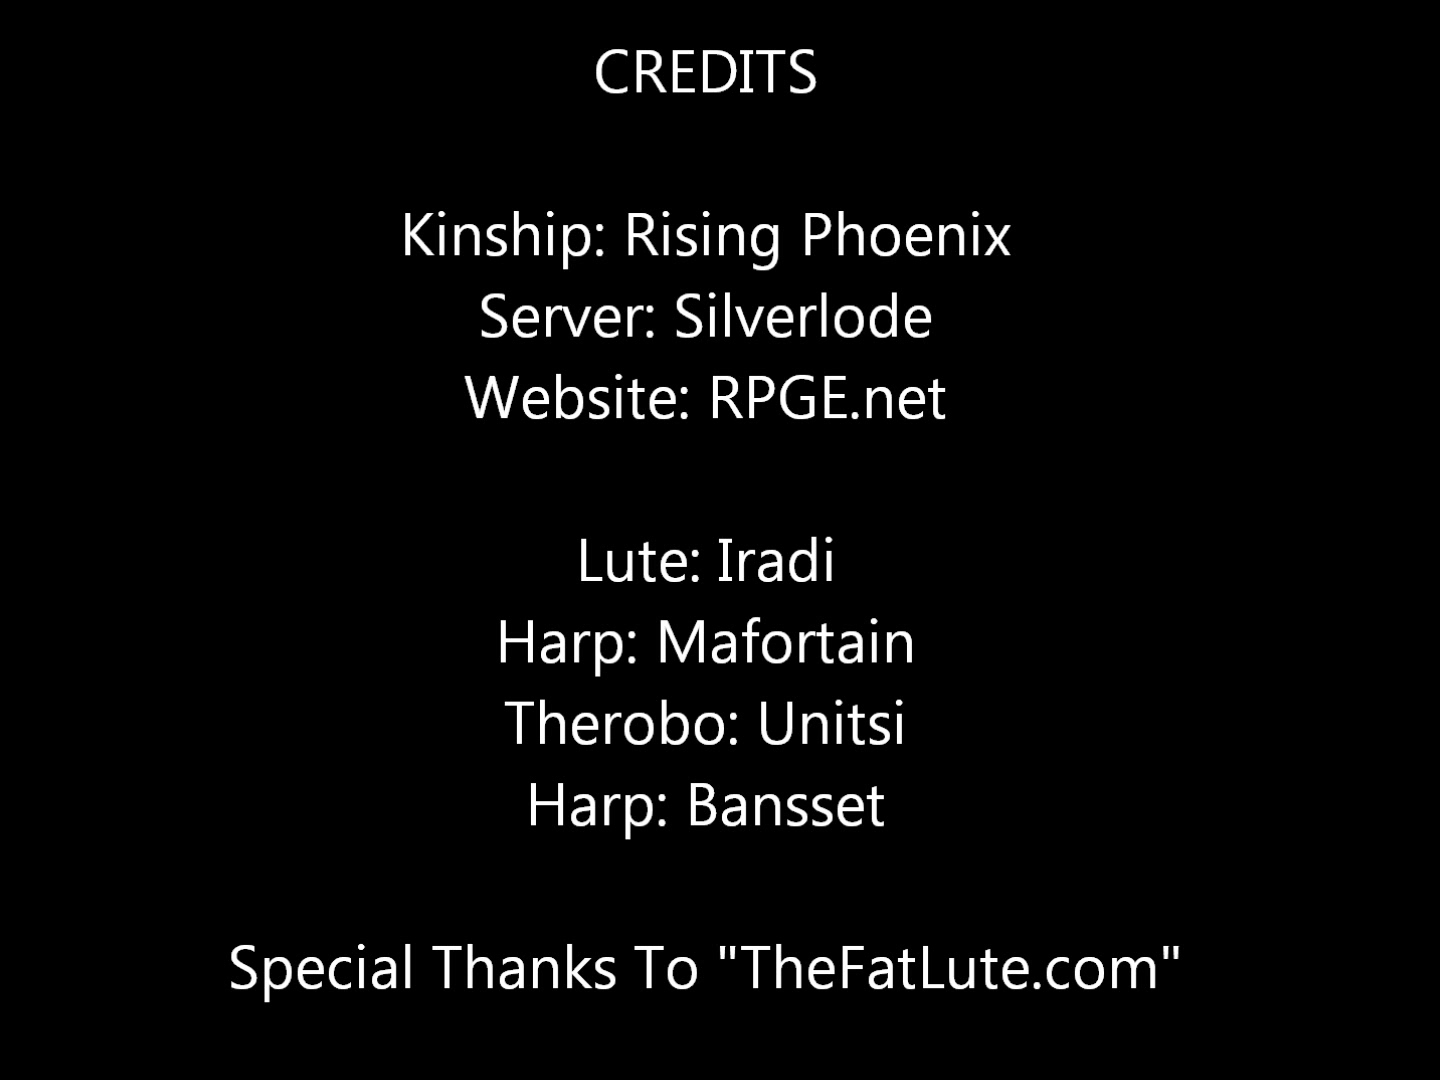 CREDITS
Kinship: Rising Phoenix
Server: Silverlode
Website: RPGE.net
Lute: Iradi
Harp: Mafortain
Therobo: Unitsi
Harp: Bansset
Special Thanks To "TheFatLute.com"